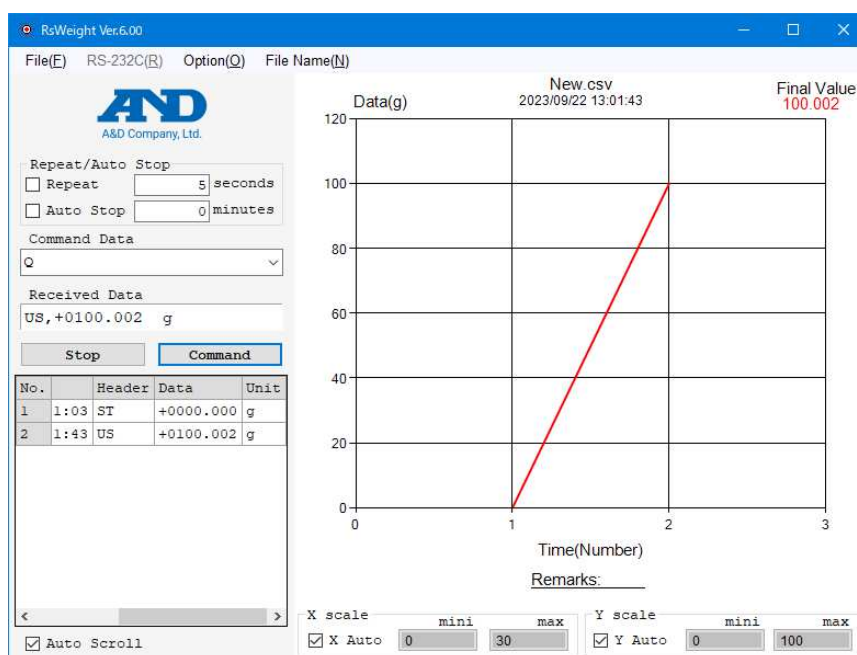 RsWeight Ver.6.00
File(F) RS-232C(R) Option(O) File Name(N)
AND
A&D Company, Ltd.
Repeat/Auto Stop
Repeat 5 seconds
Auto Stop 0 minutes
Command Data
Q
Received Data
US,+0100.002 g
Stop Command
No. Header Data Unit
1 1:03 ST +0000.000 g
2 1:43 US +0100.002 g
Auto Scroll
New.csv
Data(g) 2023/09/22 13:01:43
Final Value
100.002
120
100
80
60
40
20
0
0 1 2 3
Time(Number)
Remarks:
X scale mini max
X Auto 0 30
Y scale mini max
Y Auto 0 100